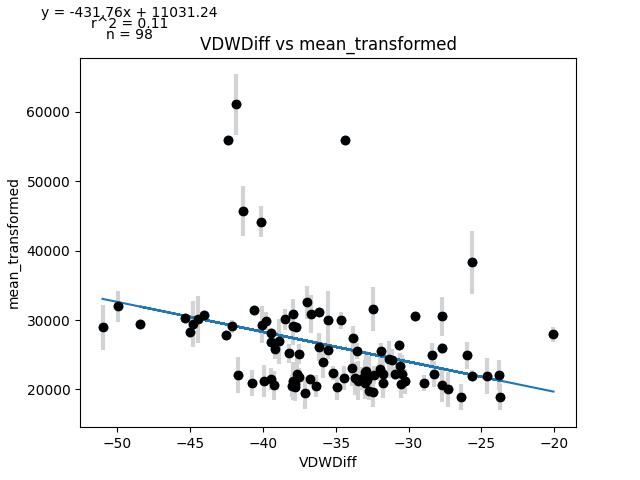 y = -431.76x + 11031.24
r^2 = 0.11
n = 98
VDWDiff vs mean_transformed
60000
50000
40000
30000
20000
mean_transformed
−50 −45 −40 −35 −30 −25 −20
VDWDiff